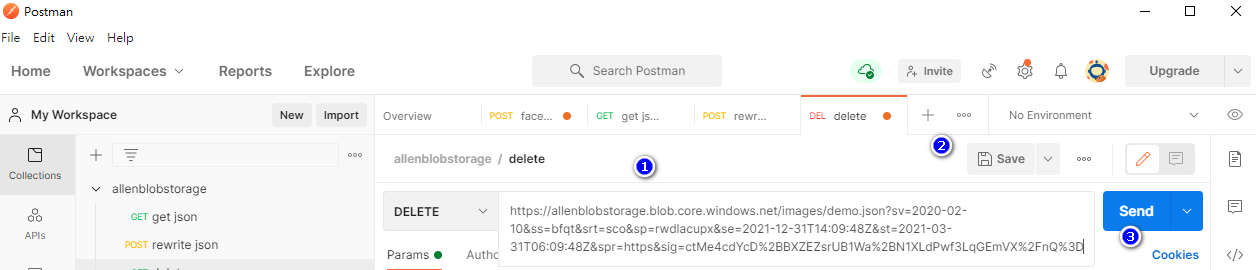 Postman
File Edit View Help
Home Workspaces Reports Explore Search Postman Invite Upgrade
My Workspace New Import Overview POST face... GET get js... POST rewr... DEL delete No Environment
2
Collections allenblobstorage / delete 1 Save
allenblobstorage
GET get json DELETE https://allenblobstorage.blob.core.windows.net/images/demo.json?sv=2020-02- Send
10&ss=bfqt&srt=sco&sp=rwdlacupx&se=2021-12-31T14:09:48Z&st=2021-03-
3
APIs POST rewrite json 31T06:09:48Z&spr=https&sig=ctMe4cdYcD%2BBXZEZsrUB1Wa%2BN1XLdPwf3LqGEmVX%2FnQ%3D
Params Cookies